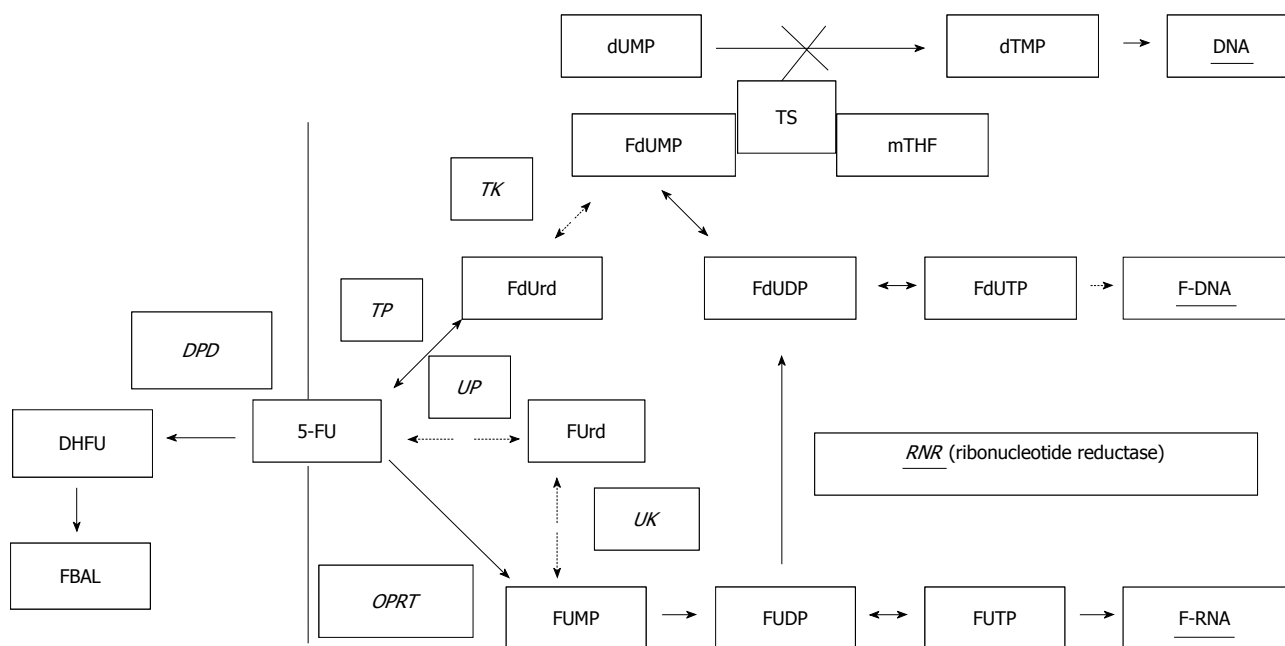 dUMP
dTMP
DNA
TS
FdUMP
mTHF
TK
FdUrd
FdUDP
FdUTP
F-DNA
TP
DPD
UP
5-FU
FUrd
DHFU
RNR (ribonucleotide reductase)
UK
FBAL
OPRT
FUMP
FUDP
FUTP
F-RNA